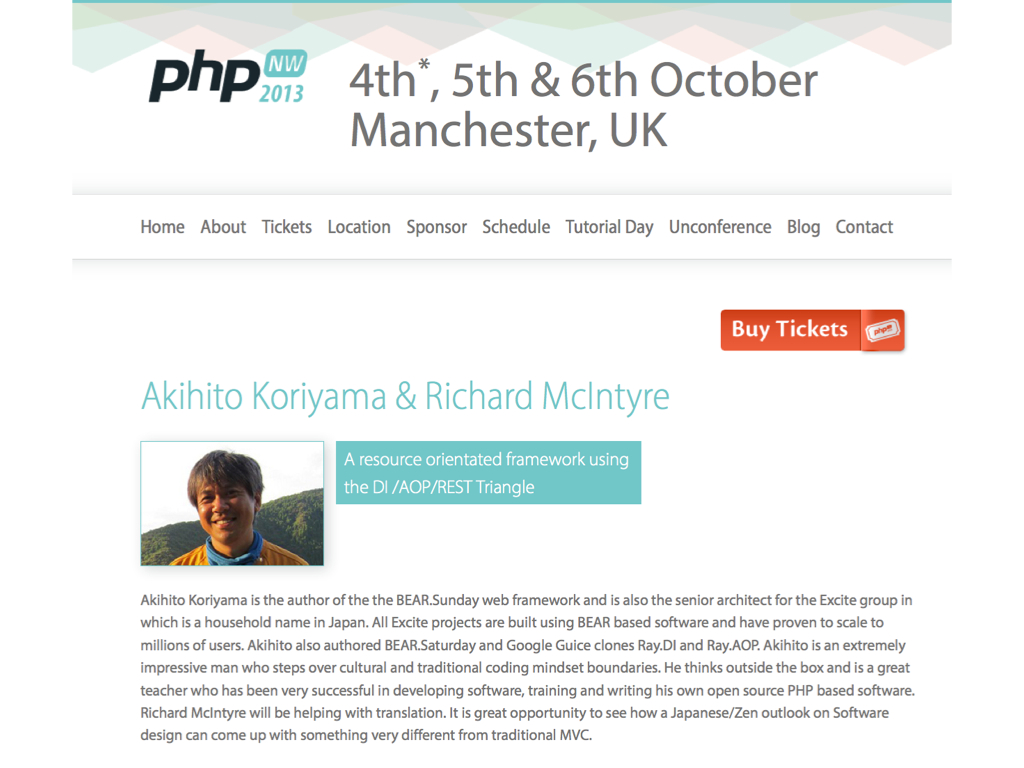 php NW 2013
4th*, 5th & 6th October
Manchester, UK
Home About Tickets Location Sponsor Schedule Tutorial Day Unconference Blog Contact
Buy Tickets php
Akihito Koriyama & Richard McIntyre
A resource orientated framework using
the DI /AOP/REST Triangle
Akihito Koriyama is the author of the the BEAR.Sunday web framework and is also the senior architect for the Excite group in
which is a household name in Japan. All Excite projects are built using BEAR based software and have proven to scale to
millions of users. Akihito also authored BEAR.Saturday and Google Guice clones Ray.DI and Ray.AOP. Akihito is an extremely
impressive man who steps over cultural and traditional coding mindset boundaries. He thinks outside the box and is a great
teacher who has been very successful in developing software, training and writing his own open source PHP based software.
Richard McIntyre will be helping with translation. It is great opportunity to see how a Japanese/Zen outlook on Software
design can come up with something very different from traditional MVC.